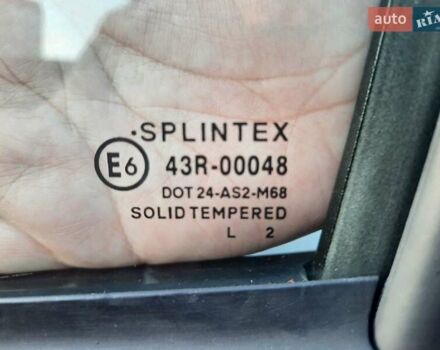 auto RIA
·SPLINTEX
E6 43R-00048
DOT 24-AS2-M68
SOLID TEMPERED
L 2